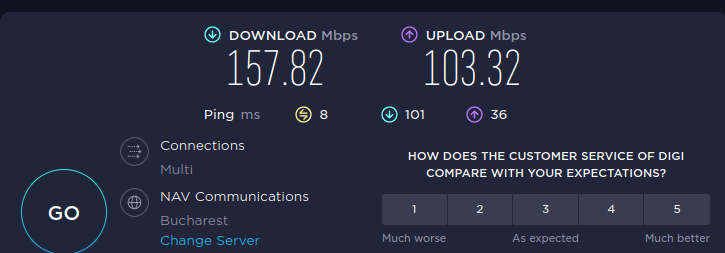 DOWNLOAD Mbps
UPLOAD Mbps
157.82
103.32
Ping ms 8 101 36
Connections
Multi
NAV Communications
Bucharest
Change Server
GO
HOW DOES THE CUSTOMER SERVICE OF DIGI
COMPARE WITH YOUR EXPECTATIONS?
1 2 3 4 5
Much worse As expected Much better